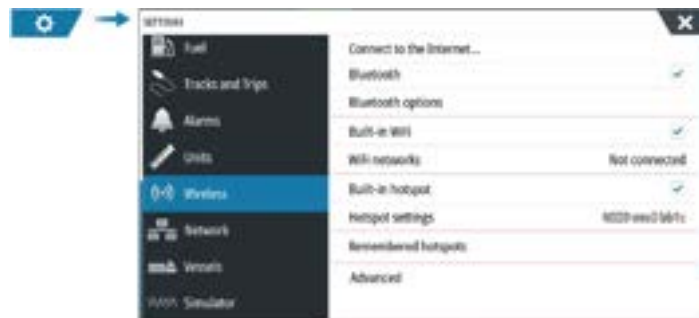 SETTINGS
Fuel
Tracks and Trips
Alarms
Units
Wireless
Network
Vessels
Simulator
Connect to the Internet...
Bluetooth
Bluetooth options
Built-in WiFi
WiFi networks Not connected
Built-in hotspot
Hotspot settings
Remembered hotspots
Advanced